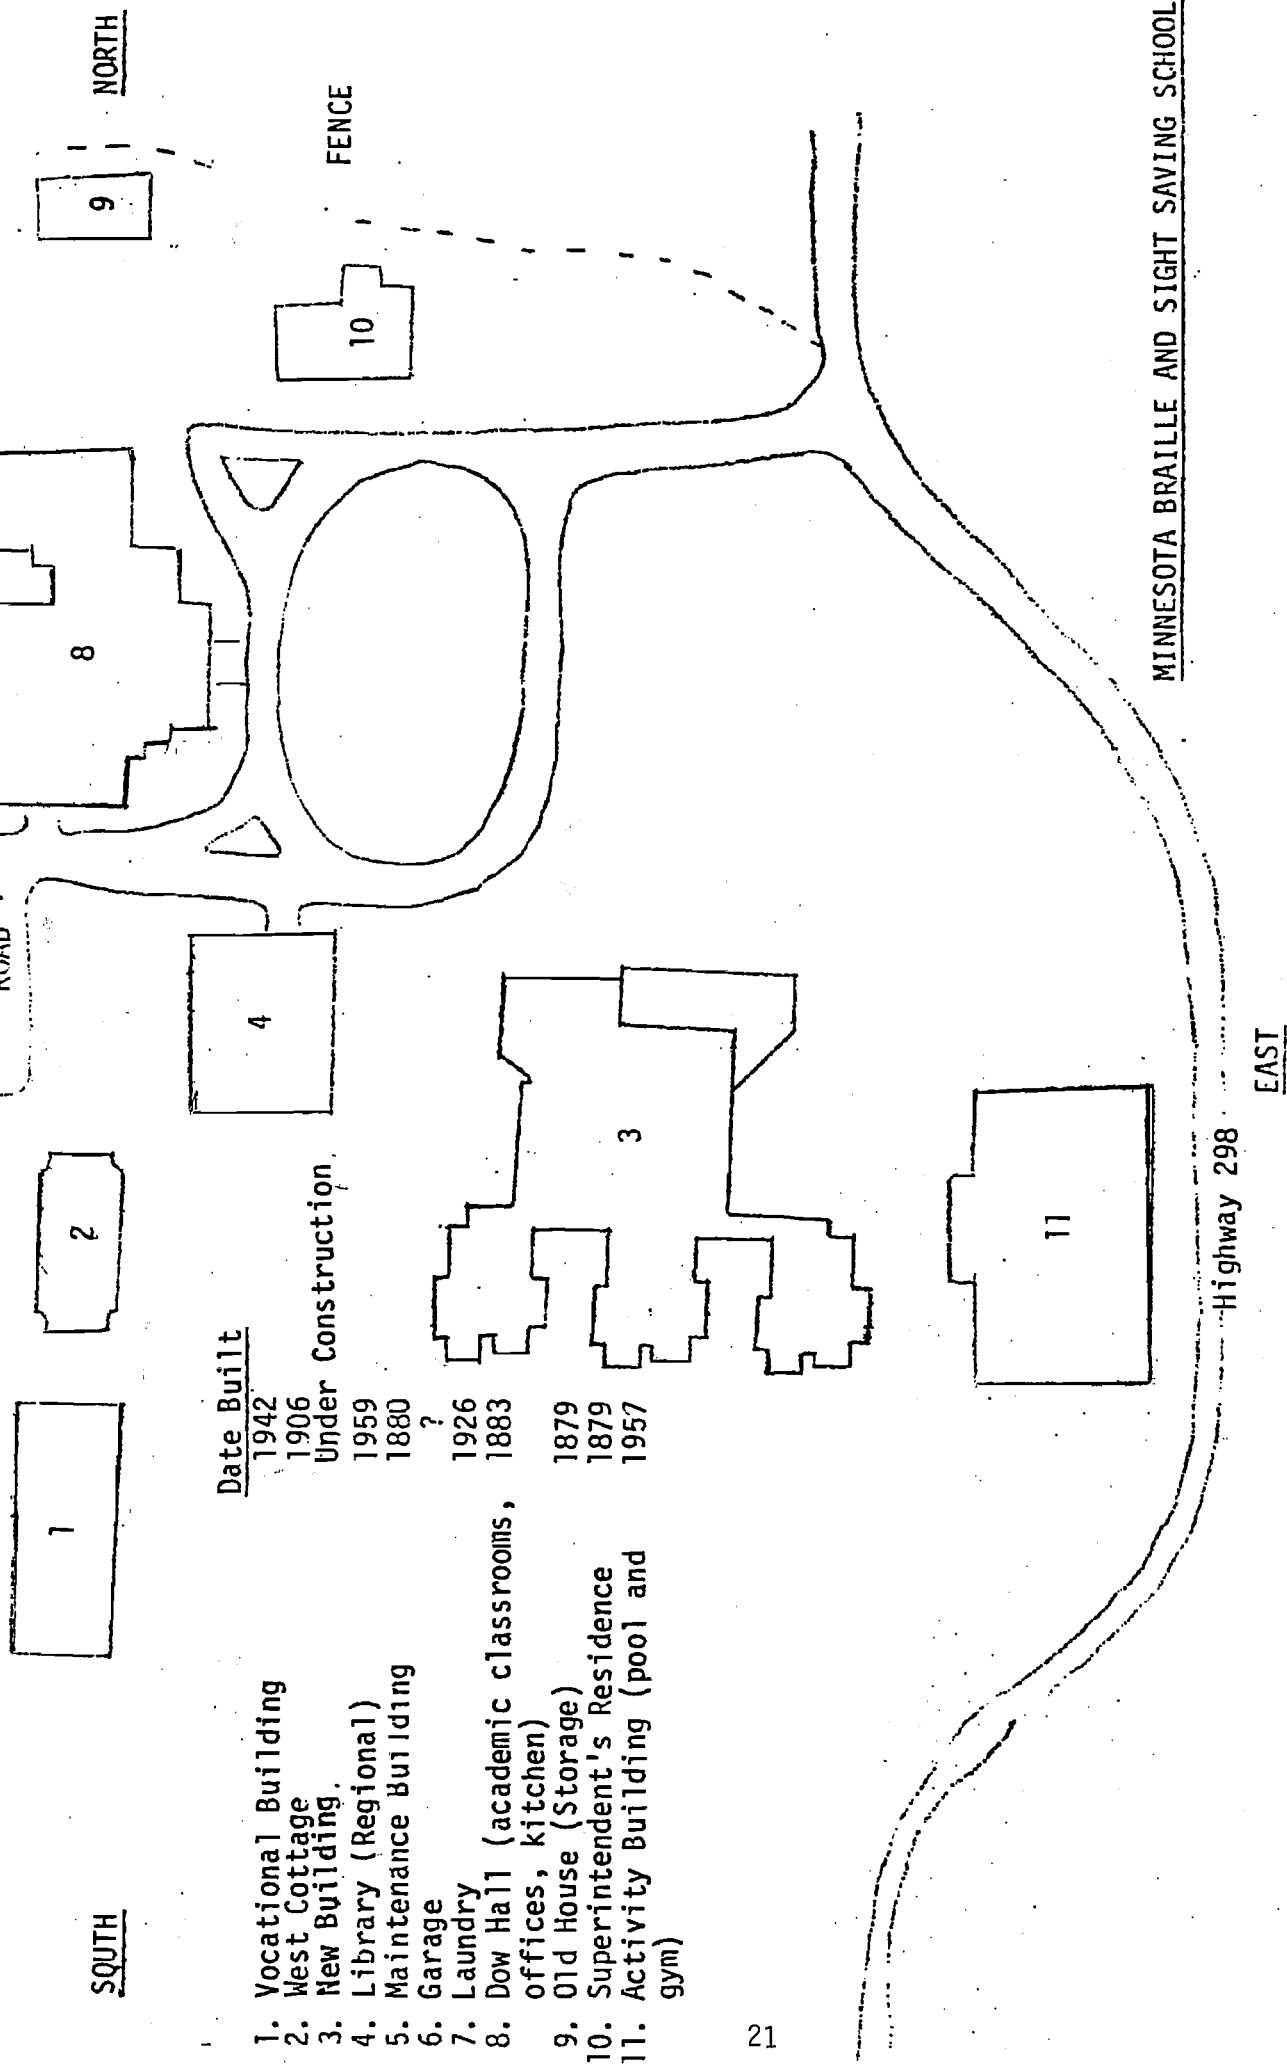 SOUTH
NORTH
FENCE
ROAD
9
10
8
4
2
1
3
11
Date Built
1. Vocational Building 1942
2. West Cottage 1906
3. New Building. Under Construction.
4. Library (Regional) 1959
5. Maintenance Building 1880
6. Garage ?
7. Laundry 1926
8. Dow Hall (academic classrooms, 1883
offices, kitchen)
9. Old House (Storage) 1879
10. Superintendent's Residence 1879
11. Activity Building (pool and 1957
gym)
Highway 298
EAST
MINNESOTA BRAILLE AND SIGHT SAVING SCHOOL
21